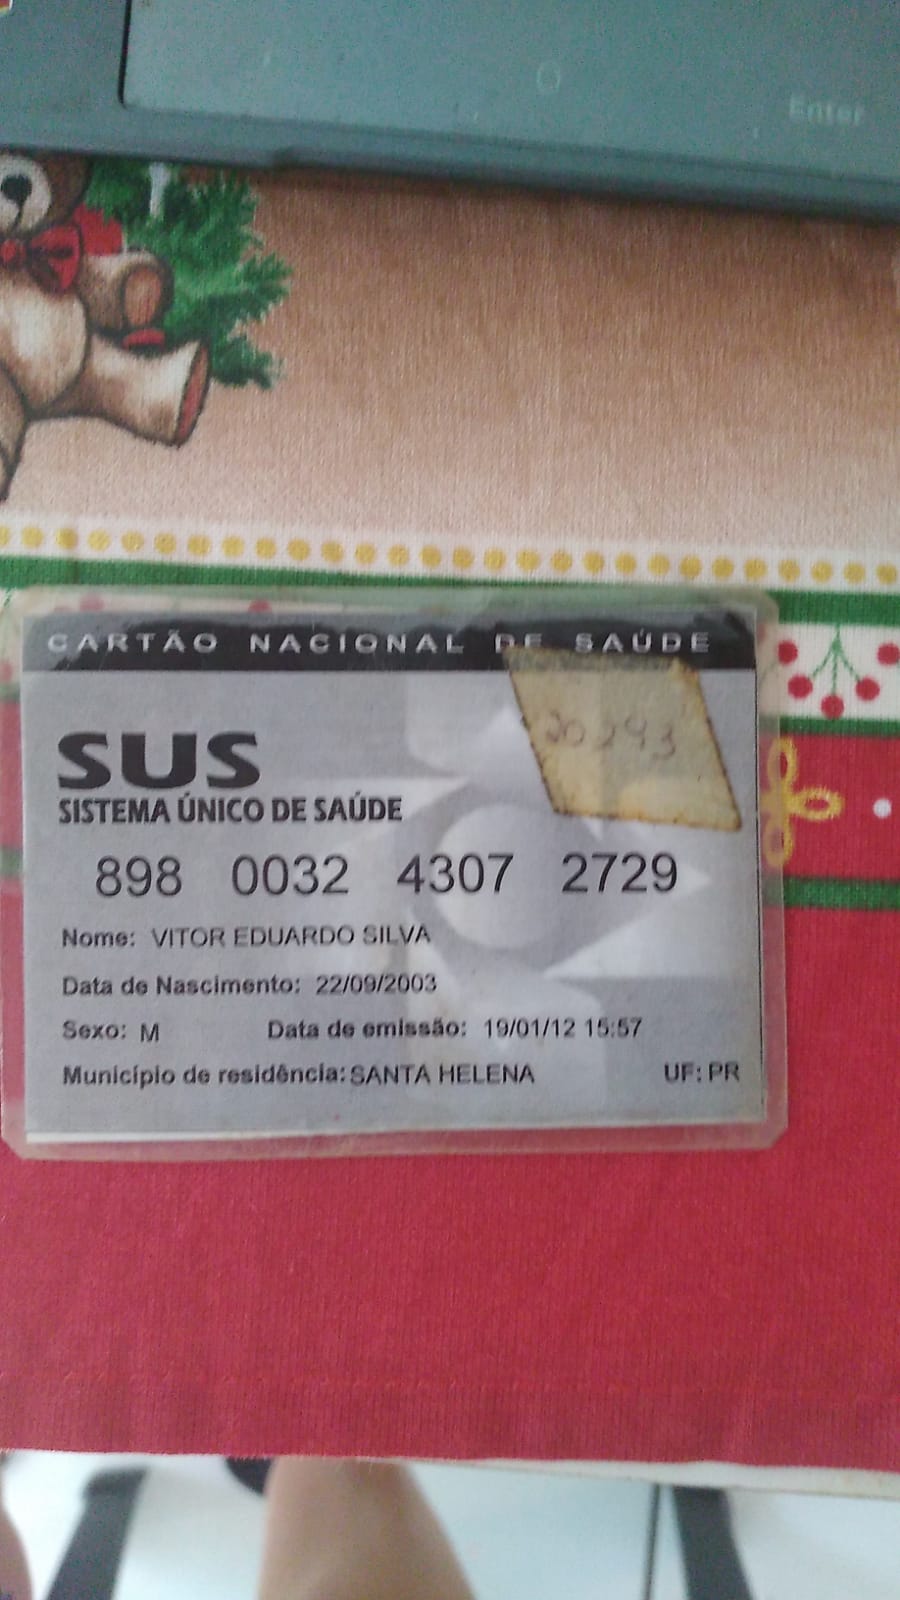 Enter
CARTÃO NACIONAL DE SAÚDE
20293
SUS
SISTEMA ÚNICO DE SAÚDE
898 0032 4307 2729
Nome: VITOR EDUARDO SILVA
Data de Nascimento: 22/09/2003
Sexo: M Data de emissão: 19/01/12 15:57
Município de residência: SANTA HELENA UF: PR